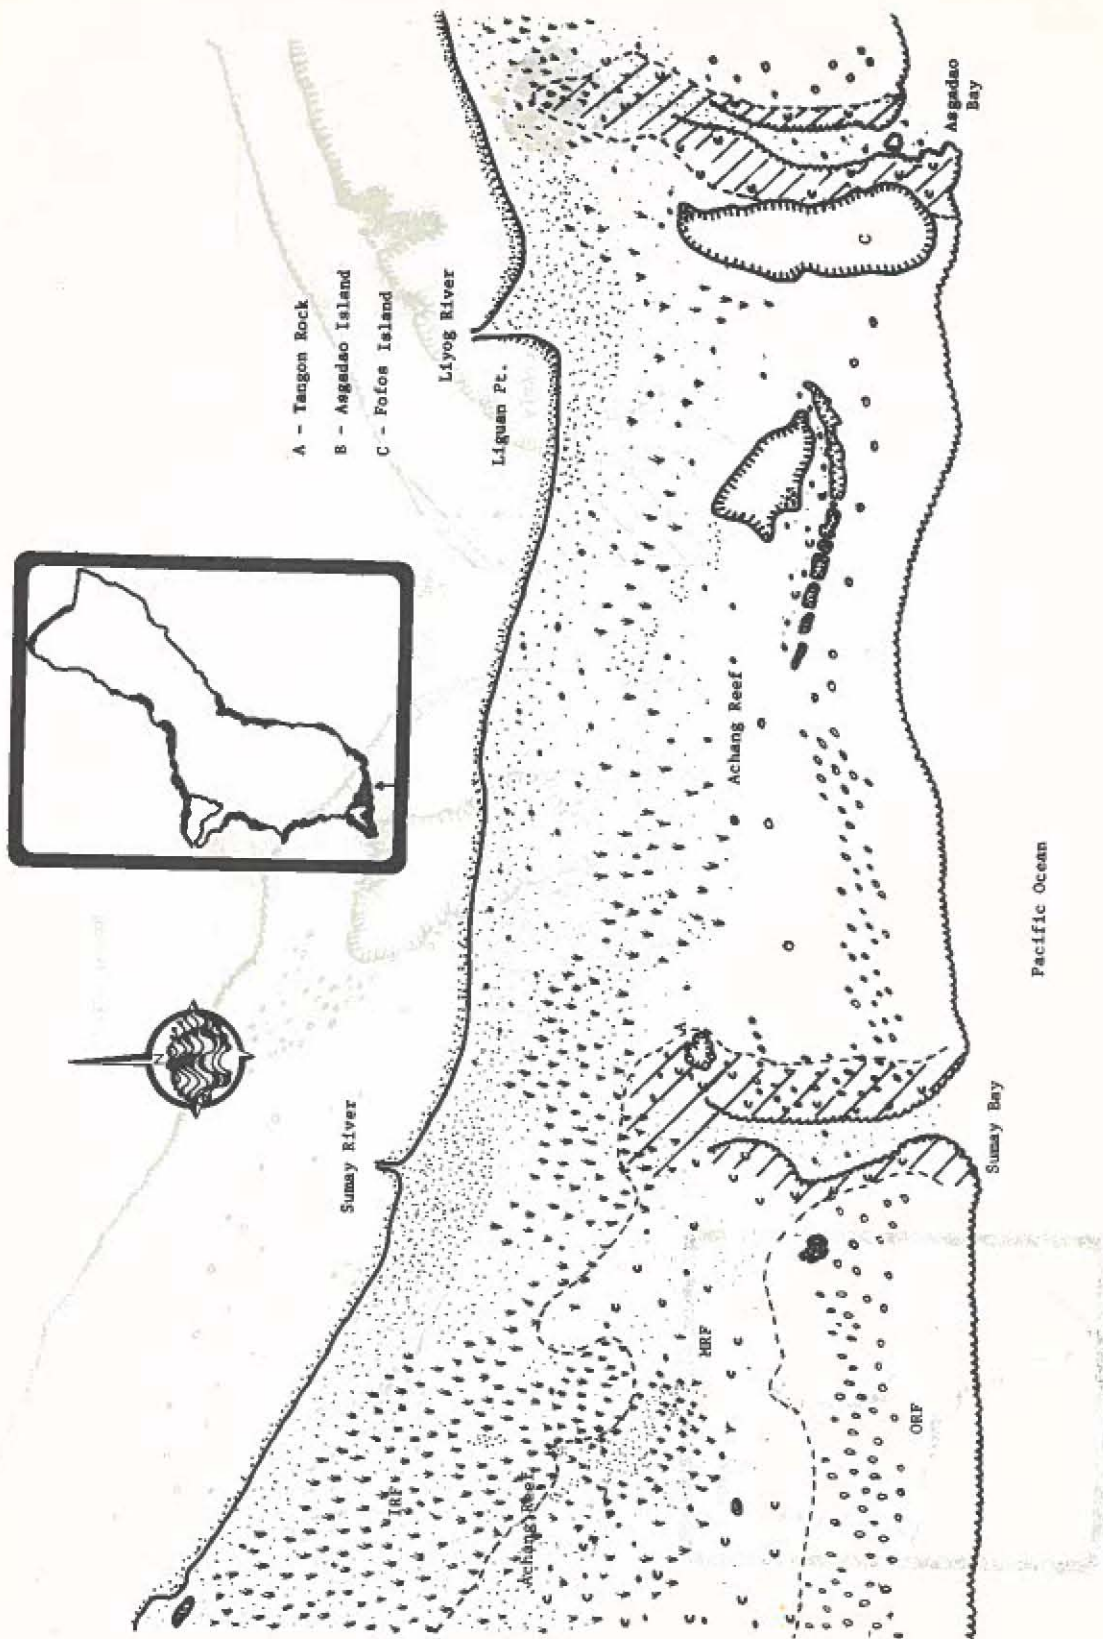 A - Tangon Rock
B - Asgadao Island
C - Fofos Island
Liyog River
Liguan Pt.
Sumay River
N
Asgadao
Bay
C
A
Achang Reef
Achang Reef
IRF
MRF
ORF
Sumay Bay
Pacific Ocean